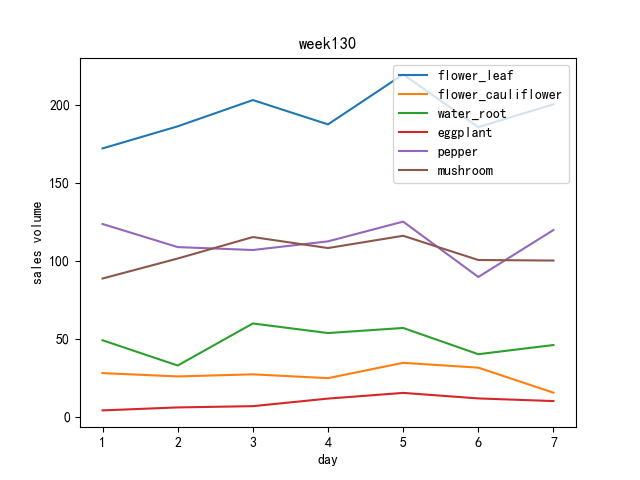 week130
flower_leaf
flower_cauliflower
water_root
eggplant
pepper
mushroom
sales volume
200
150
100
50
0
1 2 3 4 5 6 7
day